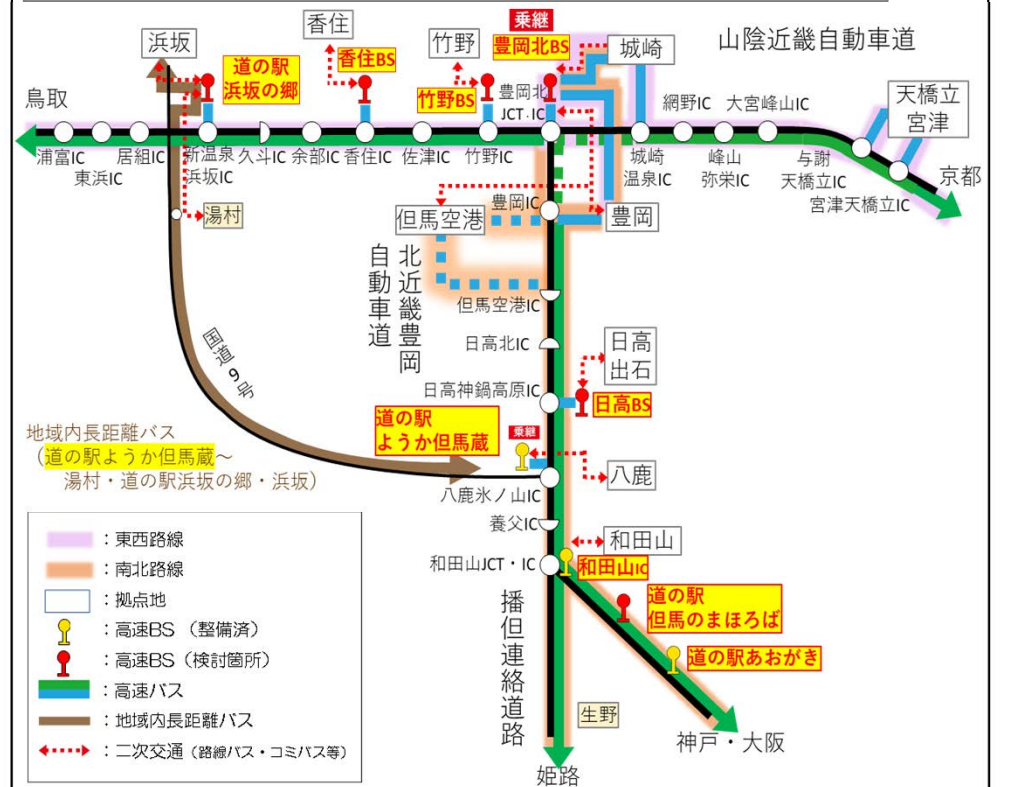 山陰近畿自動車道
浜坂
道の駅
浜坂の郷
香住
香住BS
竹野
竹野BS
乗継
豊岡北BS
城崎
天橋立
宮津
鳥取
京都
豊岡北
JCT・IC
網野IC
大宮峰山IC
浦富IC
東浜IC
居組IC
新温泉
浜坂IC
久斗IC
余部IC
香住IC
佐津IC
竹野IC
城崎
温泉IC
峰山
弥栄IC
与謝
天橋立IC
宮津天橋立IC
湯村
但馬空港
豊岡IC
豊岡
北近畿豊岡
自動車道
但馬空港IC
日高北IC
日高
出石
日高神鍋高原IC
日高BS
国道9号
道の駅
ようか但馬蔵
乗継
地域内長距離バス
（道の駅ようか但馬蔵～
湯村・道の駅浜坂の郷・浜坂）
八鹿
八鹿氷ノ山IC
養父IC
和田山
和田山JCT・IC
和田山IC
道の駅
但馬のまほろば
道の駅あおがき
播但連絡道路
生野
神戸・大阪
姫路
：東西路線
：南北路線
：拠点地
：高速BS（整備済）
：高速BS（検討箇所）
：高速バス
：地域内長距離バス
：二次交通（路線バス・コミバス等）